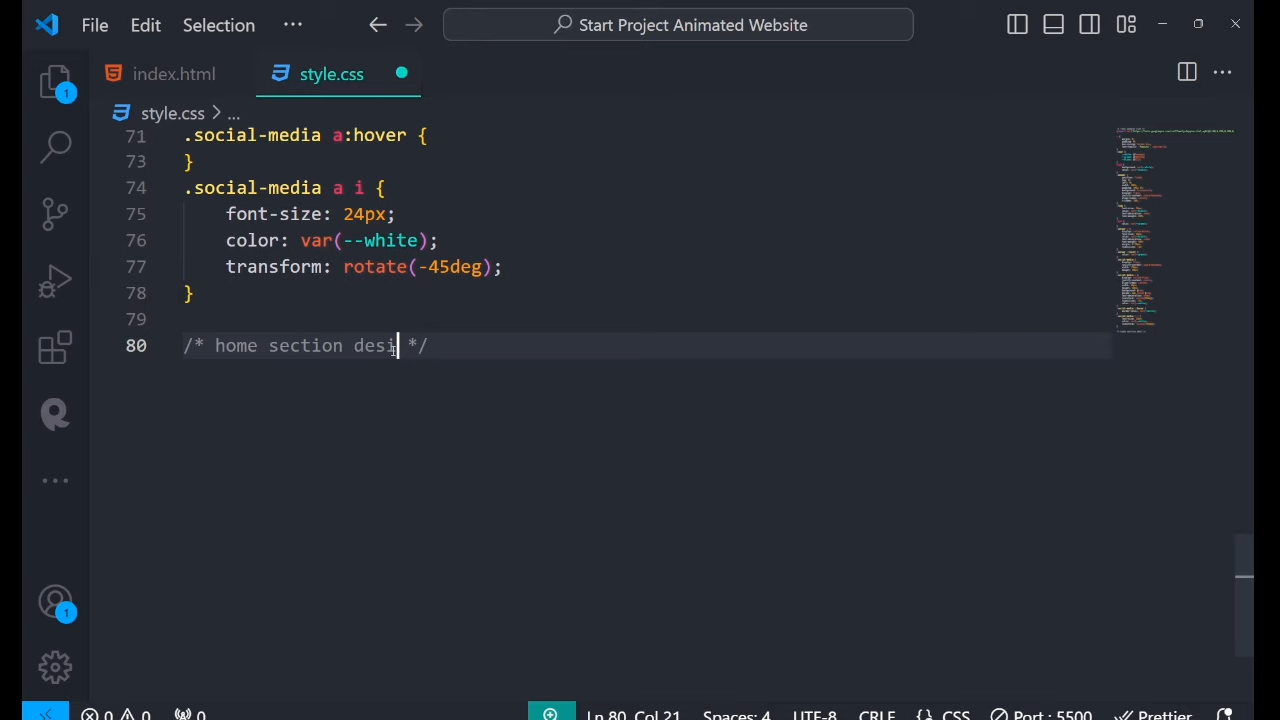 File Edit Selection ··· Start Project Animated Website
index.html style.css
style.css > ...
71 .social-media a:hover {
73 }
74 .social-media a i {
75 font-size: 24px;
76 color: var(--white);
77 transform: rotate(-45deg);
78 }
79
80 /* home section desi */
1
1
0 0 0 Ln 80, Col 21 Spaces: 4 UTF-8 CRLF {} CSS Port : 5500 Prettier